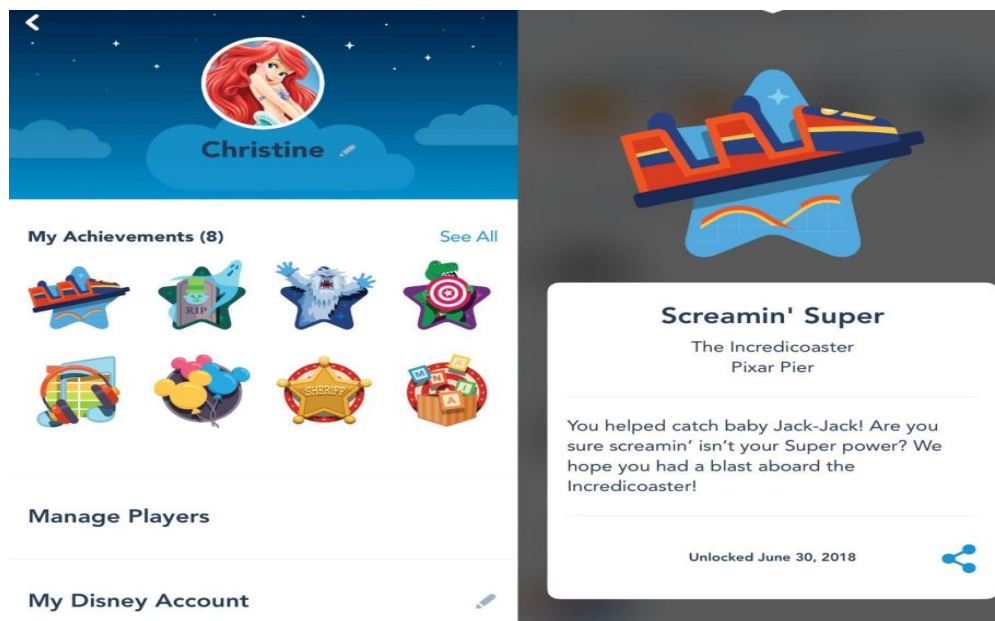 Christine
My Achievements (8)
See All
RIP
SHERIFF
M N A I A
Manage Players
My Disney Account
Screamin' Super
The Incredicoaster
Pixar Pier
You helped catch baby Jack-Jack! Are you
sure screamin’ isn’t your Super power? We
hope you had a blast aboard the
Incredicoaster!
Unlocked June 30, 2018